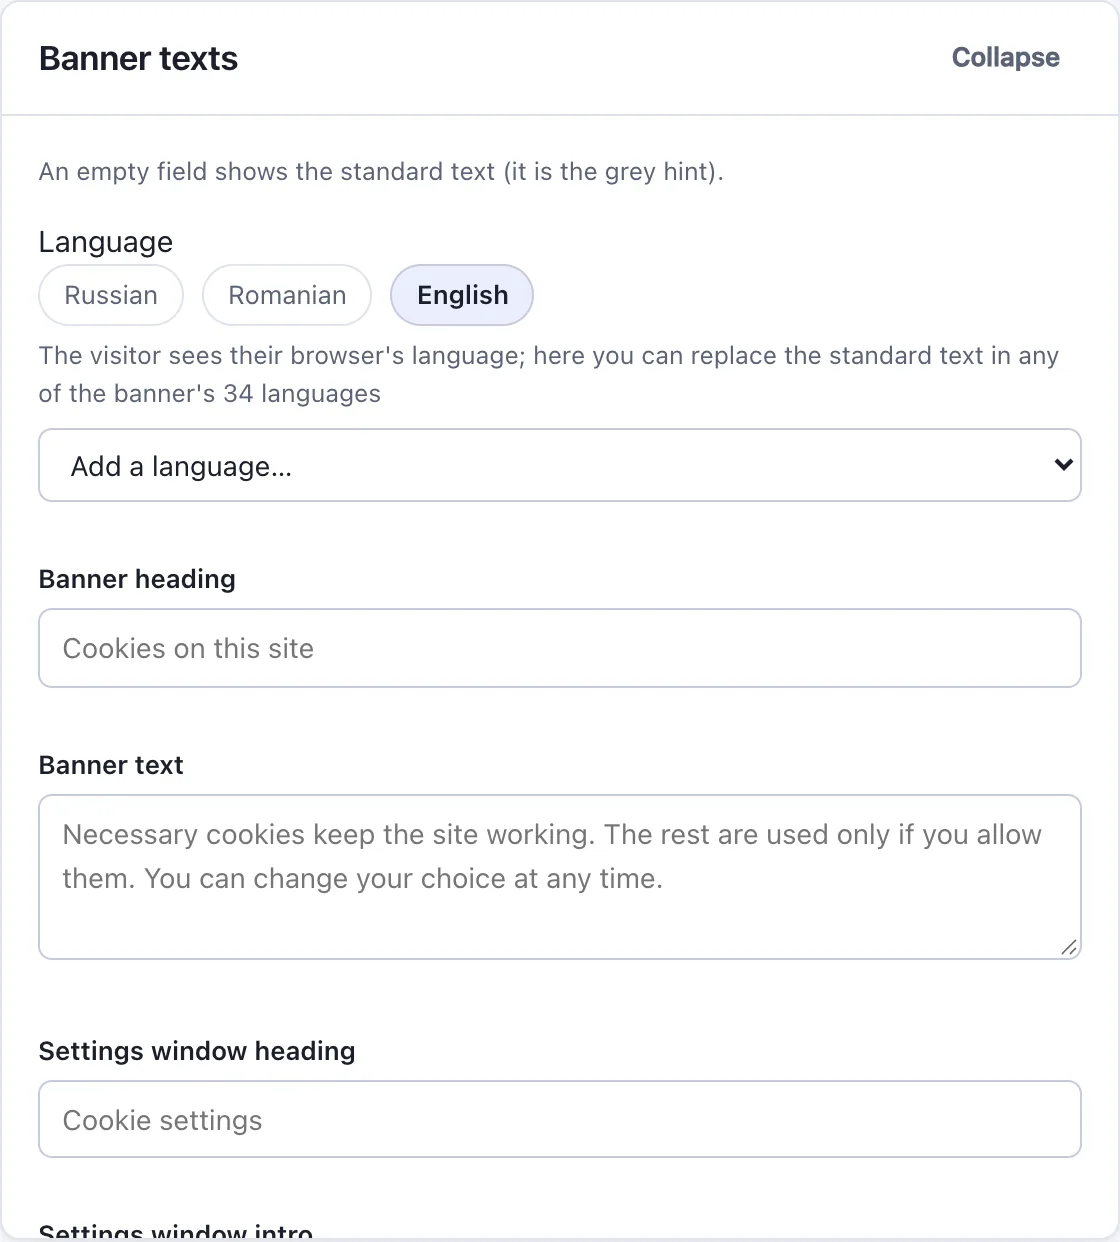 Banner texts
Collapse
An empty field shows the standard text (it is the grey hint).
Language
Russian
Romanian
English
The visitor sees their browser's language; here you can replace the standard text in any
of the banner's 34 languages
Add a language...
Banner heading
Cookies on this site
Banner text
Necessary cookies keep the site working. The rest are used only if you allow
them. You can change your choice at any time.
Settings window heading
Cookie settings
Settings window intro